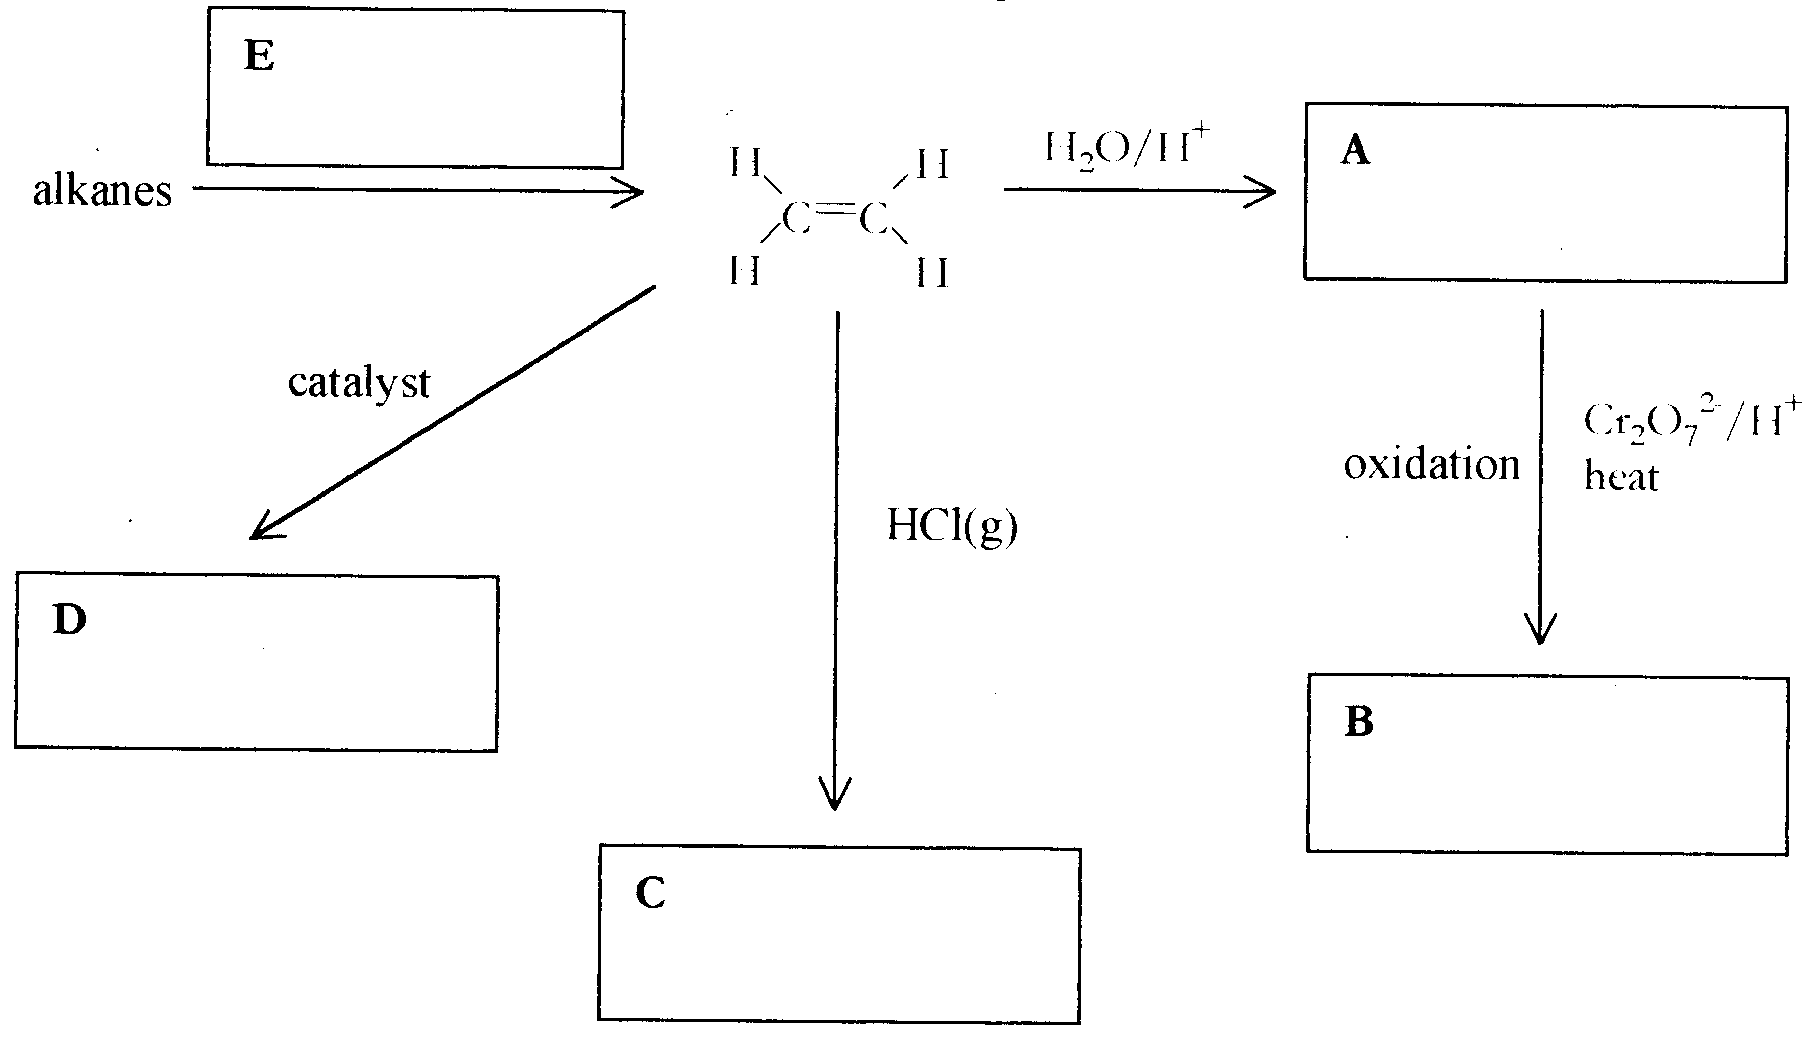 E
alkanes
H H
C=C
H H
H₂O/H⁺
A
catalyst
HCl(g)
oxidation
Cr₂O₇²⁻/H⁺
heat
D
B
C